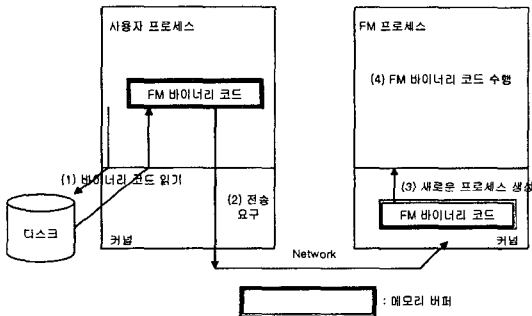 사용자 프로세스
FM 바이너리 코드
(1) 바이너리 코드 읽기
(2) 전송
요구
디스크
커널
FM 프로세스
(4) FM 바이너리 코드 수행
(3) 새로운 프로세스 생성
FM 바이너리 코드
커널
Network
: 메모리 버퍼